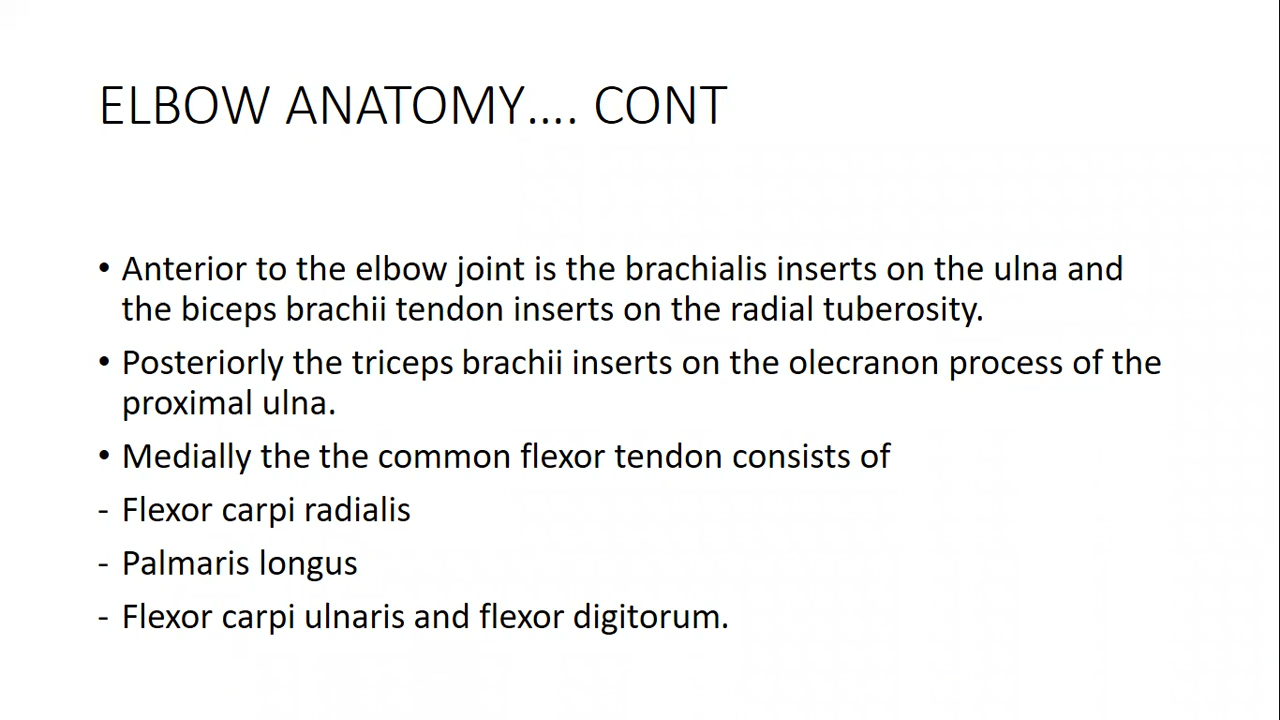 ELBOW ANATOMY.... CONT
• Anterior to the elbow joint is the brachialis inserts on the ulna and
the biceps brachii tendon inserts on the radial tuberosity.
• Posteriorly the triceps brachii inserts on the olecranon process of the
proximal ulna.
• Medially the the common flexor tendon consists of
- Flexor carpi radialis
- Palmaris longus
- Flexor carpi ulnaris and flexor digitorum.